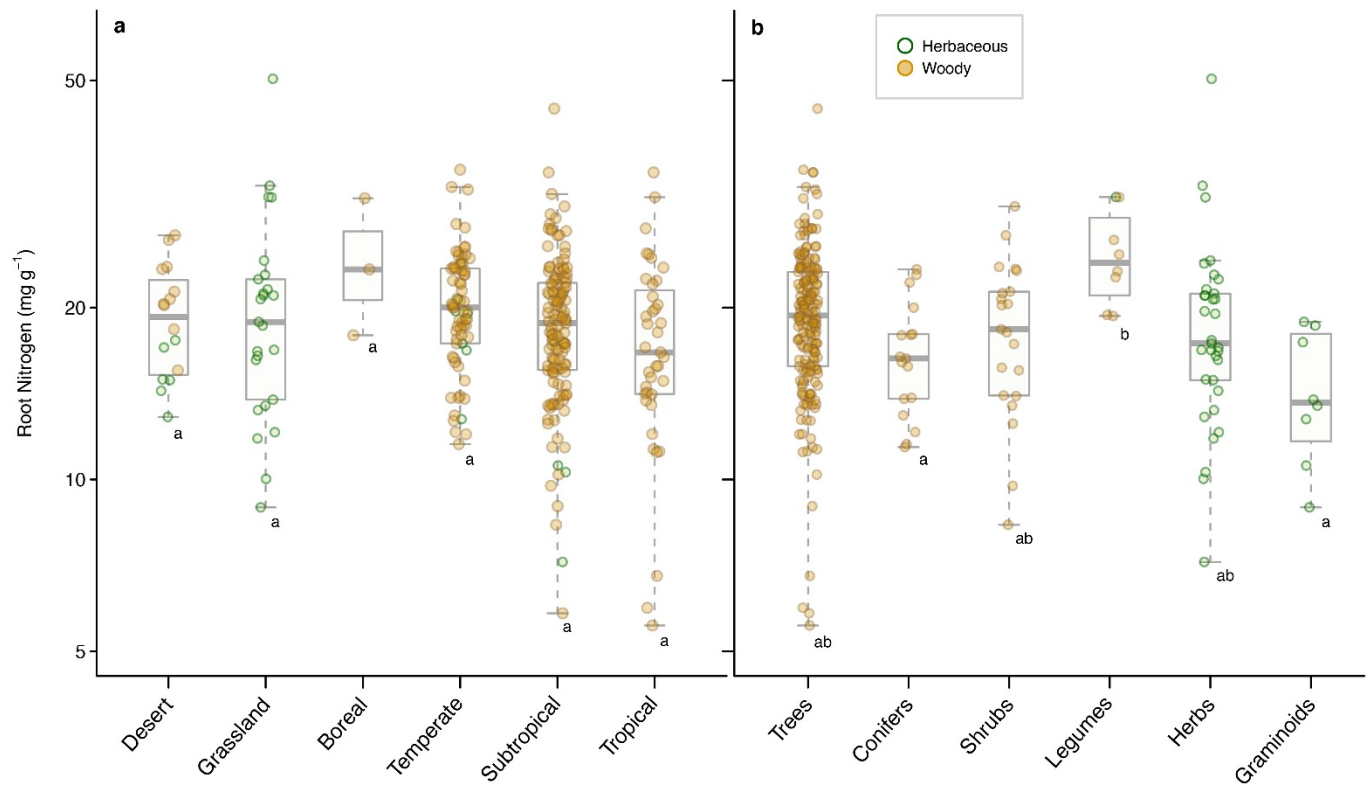 a
b
Herbaceous
Woody
Root Nitrogen (mg g⁻¹)
50
20
10
5
a
a
a
a
a
a
ab
a
ab
b
ab
a
Desert
Grassland
Boreal
Temperate
Subtropical
Tropical
Trees
Conifers
Shrubs
Legumes
Herbs
Graminoids